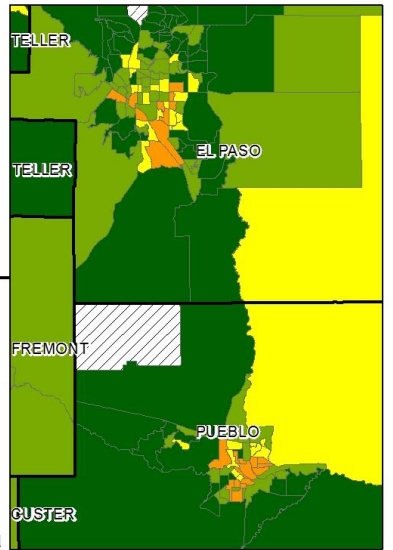 TELLER
EL PASO
TELLER
FREMONT
PUEBLO
CUSTER